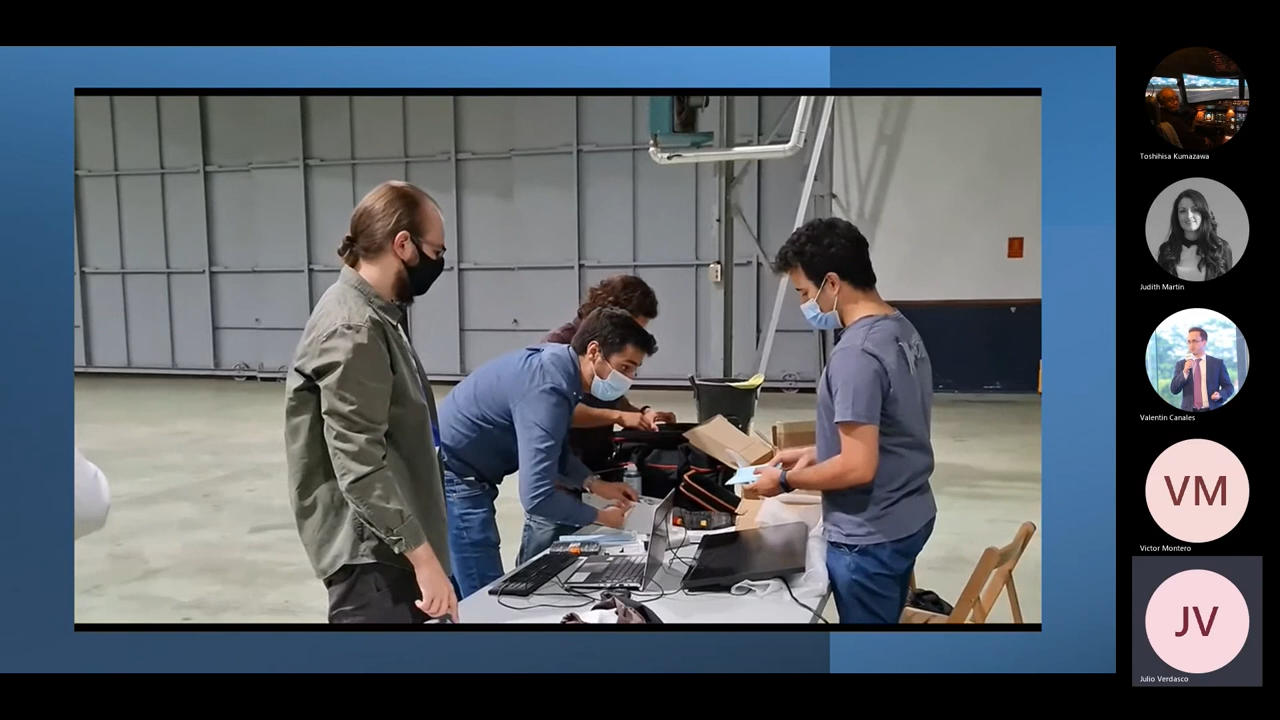 Toshihisa Kumazawa
Judith Martin
Valentin Canales
VM
Victor Montero
JV
Julio Verdasco